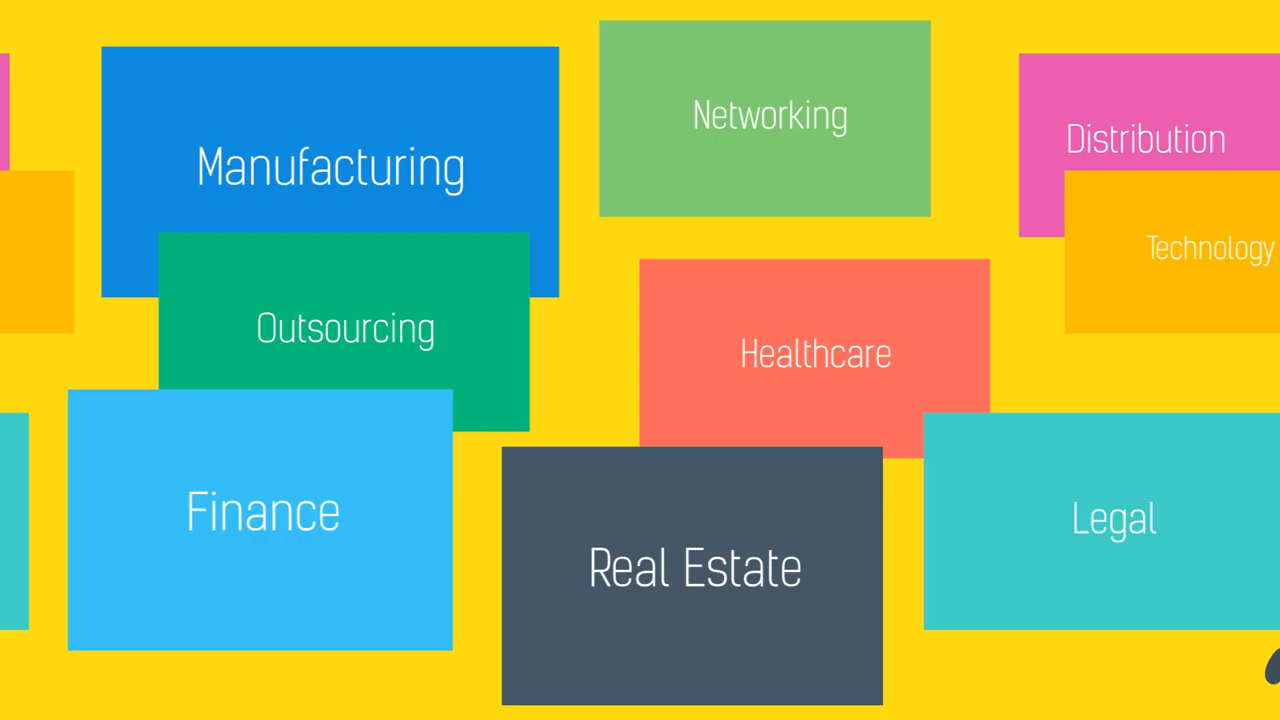 Manufacturing
Networking
Distribution
Technology
Outsourcing
Healthcare
Finance
Real Estate
Legal